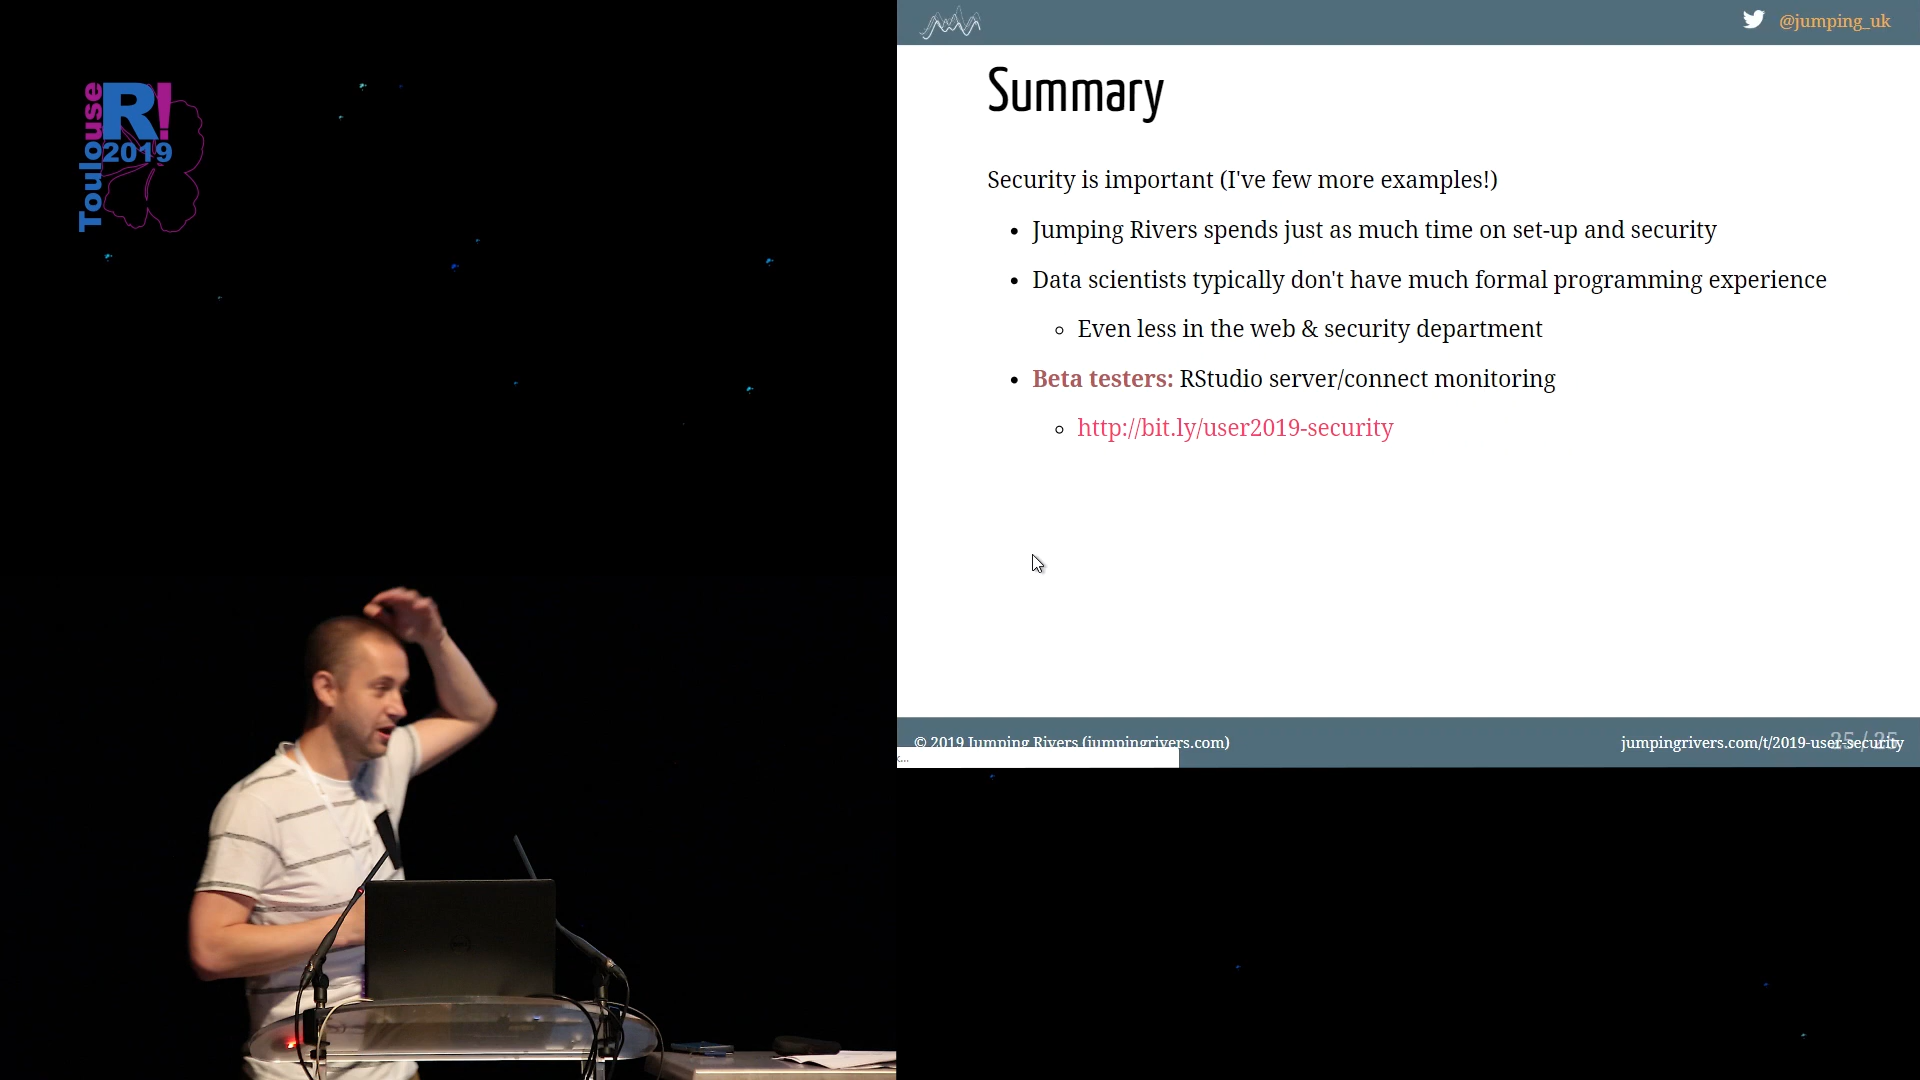 Toulouse
R!
2019
@jumping_uk
Summary
Security is important (I've few more examples!)
• Jumping Rivers spends just as much time on set-up and security
• Data scientists typically don't have much formal programming experience
◦ Even less in the web & security department
• Beta testers: RStudio server/connect monitoring
◦ http://bit.ly/user2019-security
© 2019 Jumping Rivers (jumpingrivers.com)
jumpingrivers.com/t/2019-user-security
25 / 25